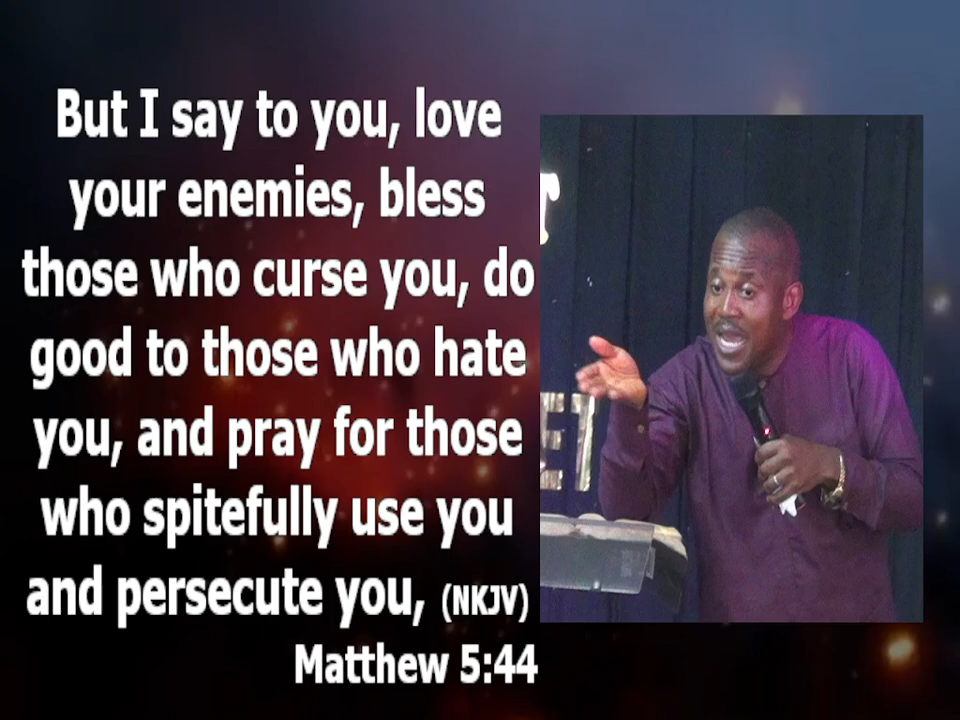 But I say to you, love
your enemies, bless
those who curse you, do
good to those who hate
you, and pray for those
who spitefully use you
and persecute you, (NKJV)
Matthew 5:44